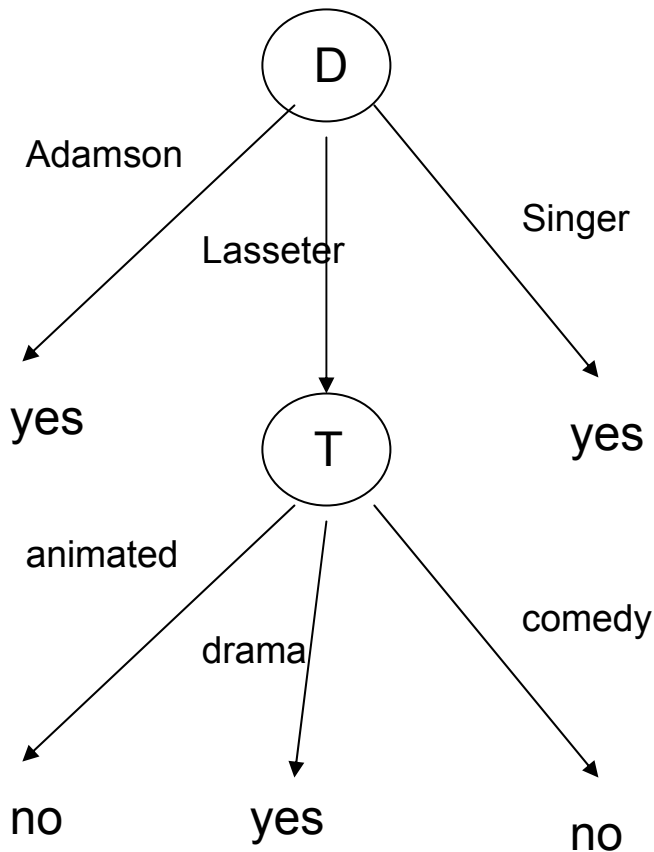 D
Adamson
Lasseter
Singer
yes
yes
T
animated
drama
comedy
no
yes
no